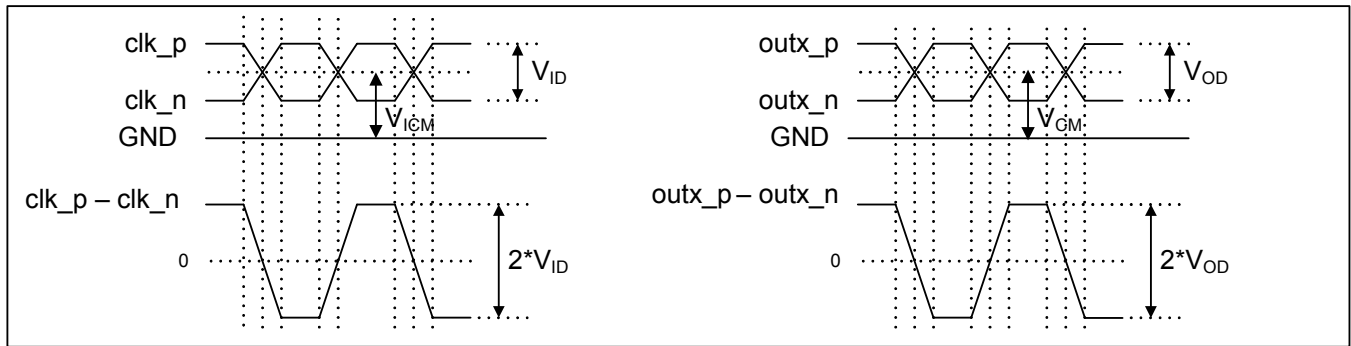 clk_p
V_ID
clk_n
V_ICM
GND
clk_p – clk_n
2*V_ID
0
outx_p
V_OD
outx_n
V_CM
GND
outx_p – outx_n
2*V_OD
0